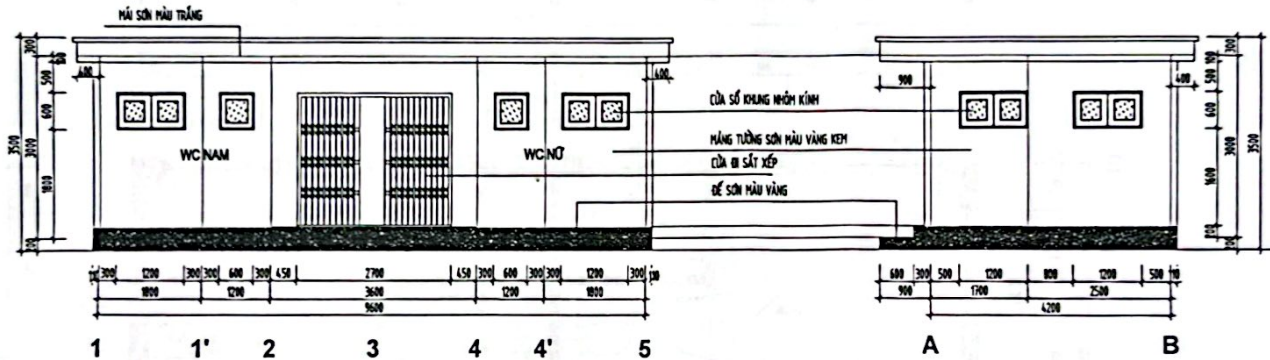 MÁI SƠN MÀU TRẮNG
300
500
600
1800
3000
3500
400
400
WC NAM
WC NỮ
CỬA SỔ KHUNG NHÔM KÍNH
MẢNG TƯỜNG SƠN MÀU VÀNG KEM
CỬA ĐI SẮT XẾP
ĐẾ SƠN MÀU VÀNG
900
400
300
500
600
1600
3000
3500
300 1200 300 300 600 300 450 2700 450 300 600 300 300 1200 300
1800 1200 3600 1200 1800
9600
1 1' 2 3 4 4' 5
600 300 500 1200 800 1200 500 110
900 1700 2500
4200
A B